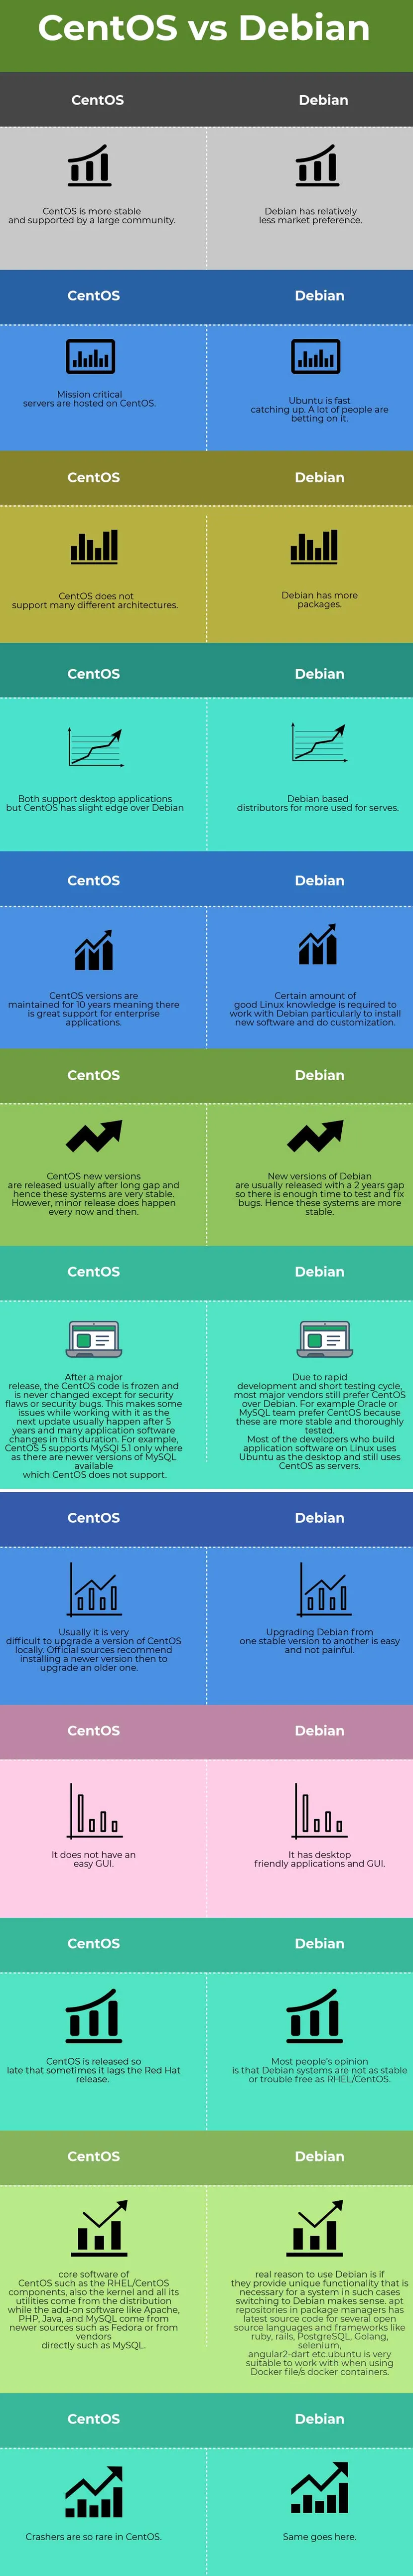 CentOS vs Debian
CentOS
Debian
CentOS is more stable
and supported by a large community.
Debian has relatively
less market preference.
CentOS
Debian
Mission critical
servers are hosted on CentOS.
Ubuntu is fast
catching up. A lot of people are
betting on it.
CentOS
Debian
CentOS does not
support many different architectures.
Debian has more
packages.
CentOS
Debian
Both support desktop applications
but CentOS has slight edge over Debian
Debian based
distributors for more used for serves.
CentOS
Debian
CentOS versions are
maintained for 10 years meaning there
is great support for enterprise
applications.
Certain amount of
good Linux knowledge is required to
work with Debian particularly to install
new software and do customization.
CentOS
Debian
CentOS new versions
are released usually after long gap and
hence these systems are very stable.
However, minor release does happen
every now and then.
New versions of Debian
are usually released with a 2 years gap
so there is enough time to test and fix
bugs. Hence these systems are more
stable.
CentOS
Debian
After a major
release, the CentOS code is frozen and
is never changed except for security
flaws or security bugs. This makes some
issues while working with it as the
next update usually happen after 5
years and many application software
changes in this duration. For example,
CentOS 5 supports MySQl 5.1 only where
as there are newer versions of MySQL
available
which CentOS does not support.
Due to rapid
development and short testing cycle,
most major vendors still prefer CentOS
over Debian. For example Oracle or
MySQL team prefer CentOS because
these are more stable and thoroughly
tested.
Most of the developers who build
application software on Linux uses
Ubuntu as the desktop and still uses
CentOS as servers.
CentOS
Debian
Usually it is very
difficult to upgrade a version of CentOS
locally. Official sources recommend
installing a newer version then to
upgrade an older one.
Upgrading Debian from
one stable version to another is easy
and not painful.
CentOS
Debian
It does not have an
easy GUI.
It has desktop
friendly applications and GUI.
CentOS
Debian
CentOS is released so
late that sometimes it lags the Red Hat
release.
Most people's opinion
is that Debian systems are not as stable
or trouble free as RHEL/CentOS.
CentOS
Debian
core software of
CentOS such as the RHEL/CentOS
components, also the kernel and all its
utilities come from the distribution
while the add-on software like Apache,
PHP, Java, and MySQL come from
newer sources such as Fedora or from
vendors
directly such as MySQL.
real reason to use Debian is if
they provide unique functionality that is
necessary for a system in such cases
switching to Debian makes sense. apt
repositories in package managers has
latest source code for several open
source languages and frameworks like
ruby, rails, PostgreSQL, Golang,
selenium,
angular2-dart etc.ubuntu is very
suitable to work with when using
Docker file/s docker containers.
CentOS
Debian
Crashers are so rare in CentOS.
Same goes here.